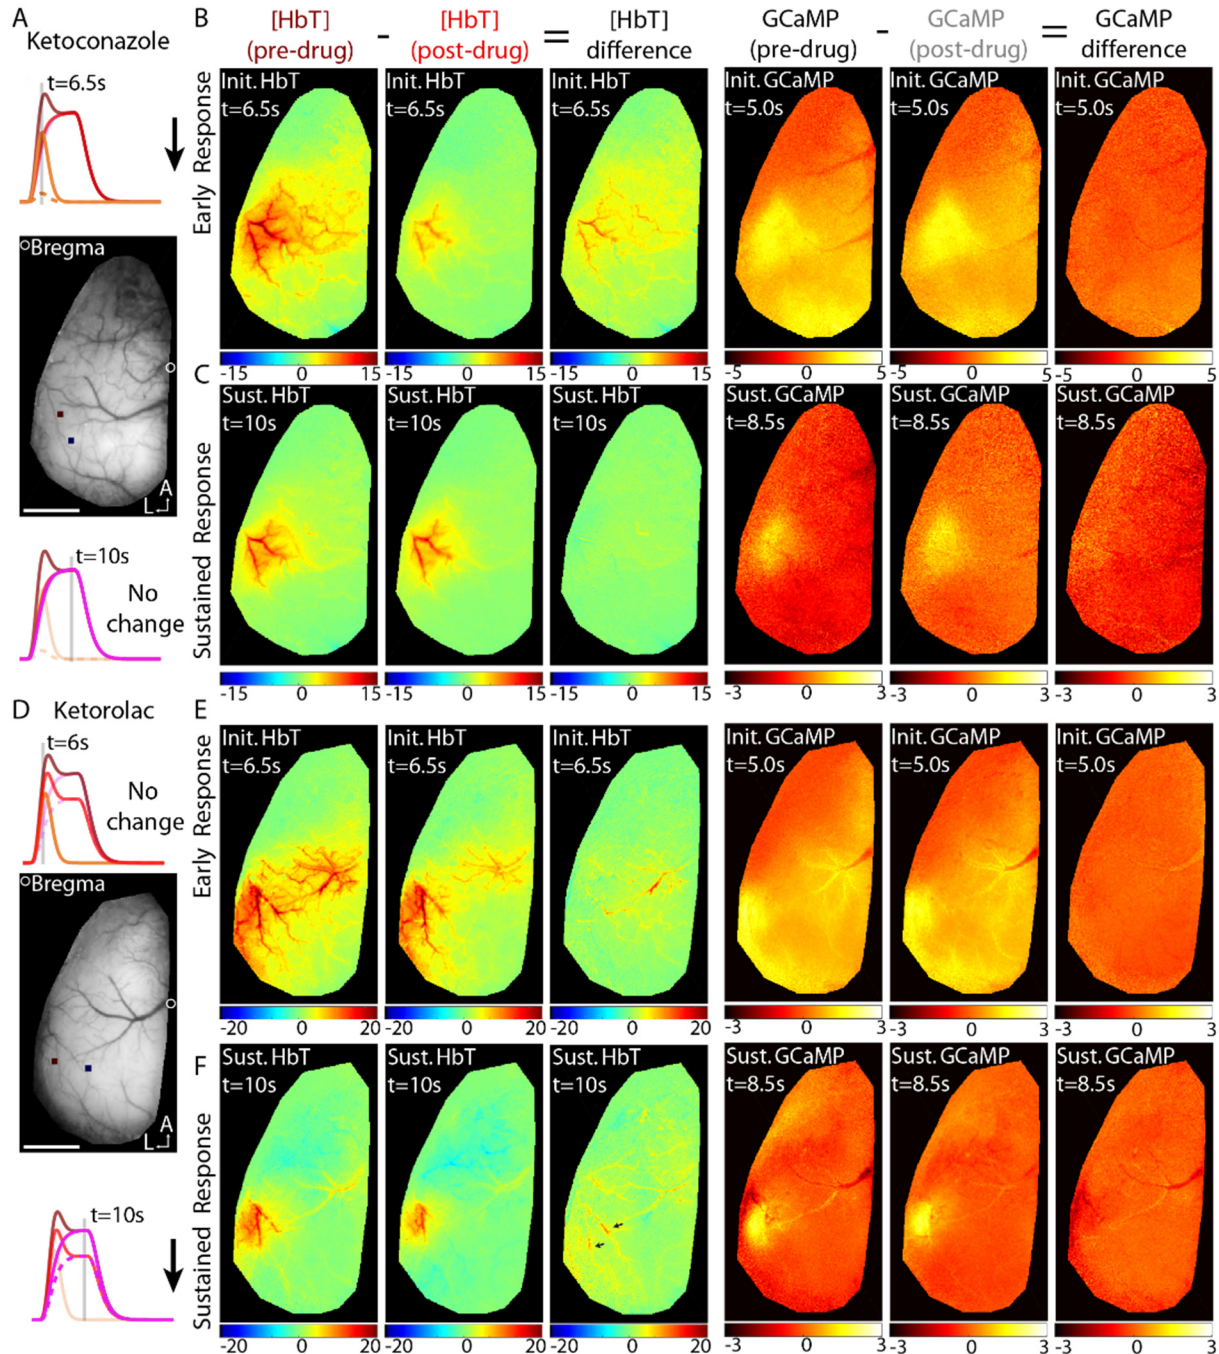 A
Ketoconazole
t=6.5s
Bregma
A
L
t=10s
No
change
B
[HbT]
(pre-drug)
-
[HbT]
(post-drug)
=
[HbT]
difference
GCaMP
(pre-drug)
-
GCaMP
(post-drug)
=
GCaMP
difference
Early Response
Init. HbT
t=6.5s
Init. HbT
t=6.5s
Init. HbT
t=6.5s
Init. GCaMP
t=5.0s
Init. GCaMP
t=5.0s
Init. GCaMP
t=5.0s
-15 0 15
-15 0 15
-15 0 15
-5 0 5
-5 0 5
-5 0 5
C
Sustained Response
Sust. HbT
t=10s
Sust. HbT
t=10s
Sust. HbT
t=10s
Sust. GCaMP
t=8.5s
Sust. GCaMP
t=8.5s
Sust. GCaMP
t=8.5s
-15 0 15
-15 0 15
-15 0 15
-3 0 3
-3 0 3
-3 0 3
D
Ketorolac
t=6s
No
change
Bregma
A
L
t=10s
E
Early Response
Init. HbT
t=6.5s
Init. HbT
t=6.5s
Init. HbT
t=6.5s
Init. GCaMP
t=5.0s
Init. GCaMP
t=5.0s
Init. GCaMP
t=5.0s
-20 0 20
-20 0 20
-20 0 20
-3 0 3
-3 0 3
-3 0 3
F
Sustained Response
Sust. HbT
t=10s
Sust. HbT
t=10s
Sust. HbT
t=10s
Sust. GCaMP
t=8.5s
Sust. GCaMP
t=8.5s
Sust. GCaMP
t=8.5s
-20 0 20
-20 0 20
-20 0 20
-3 0 3
-3 0 3
-3 0 3